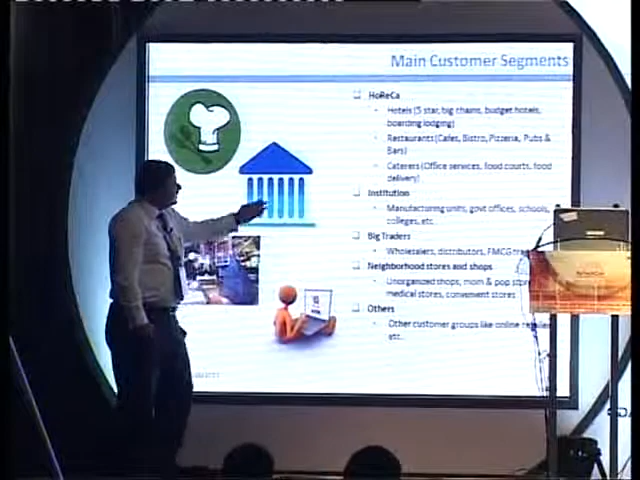 Main Customer Segments
HoReCa
Hotels (5 star, big chains, budget hotels,
boarding lodging)
Restaurants (Cafes, Bistro, Pizzeria, Pubs &
Bars)
Caterers (Office services, food courts, food
delivery)
Institution
Manufacturing units, govt offices, schools,
colleges, etc.
Big Traders
Wholesalers, distributors, FMCG
Neighborhood stores and shops
Unorganized shops, mom & pop
medical stores, convenient stores
Others
Other customer groups like online
etc.